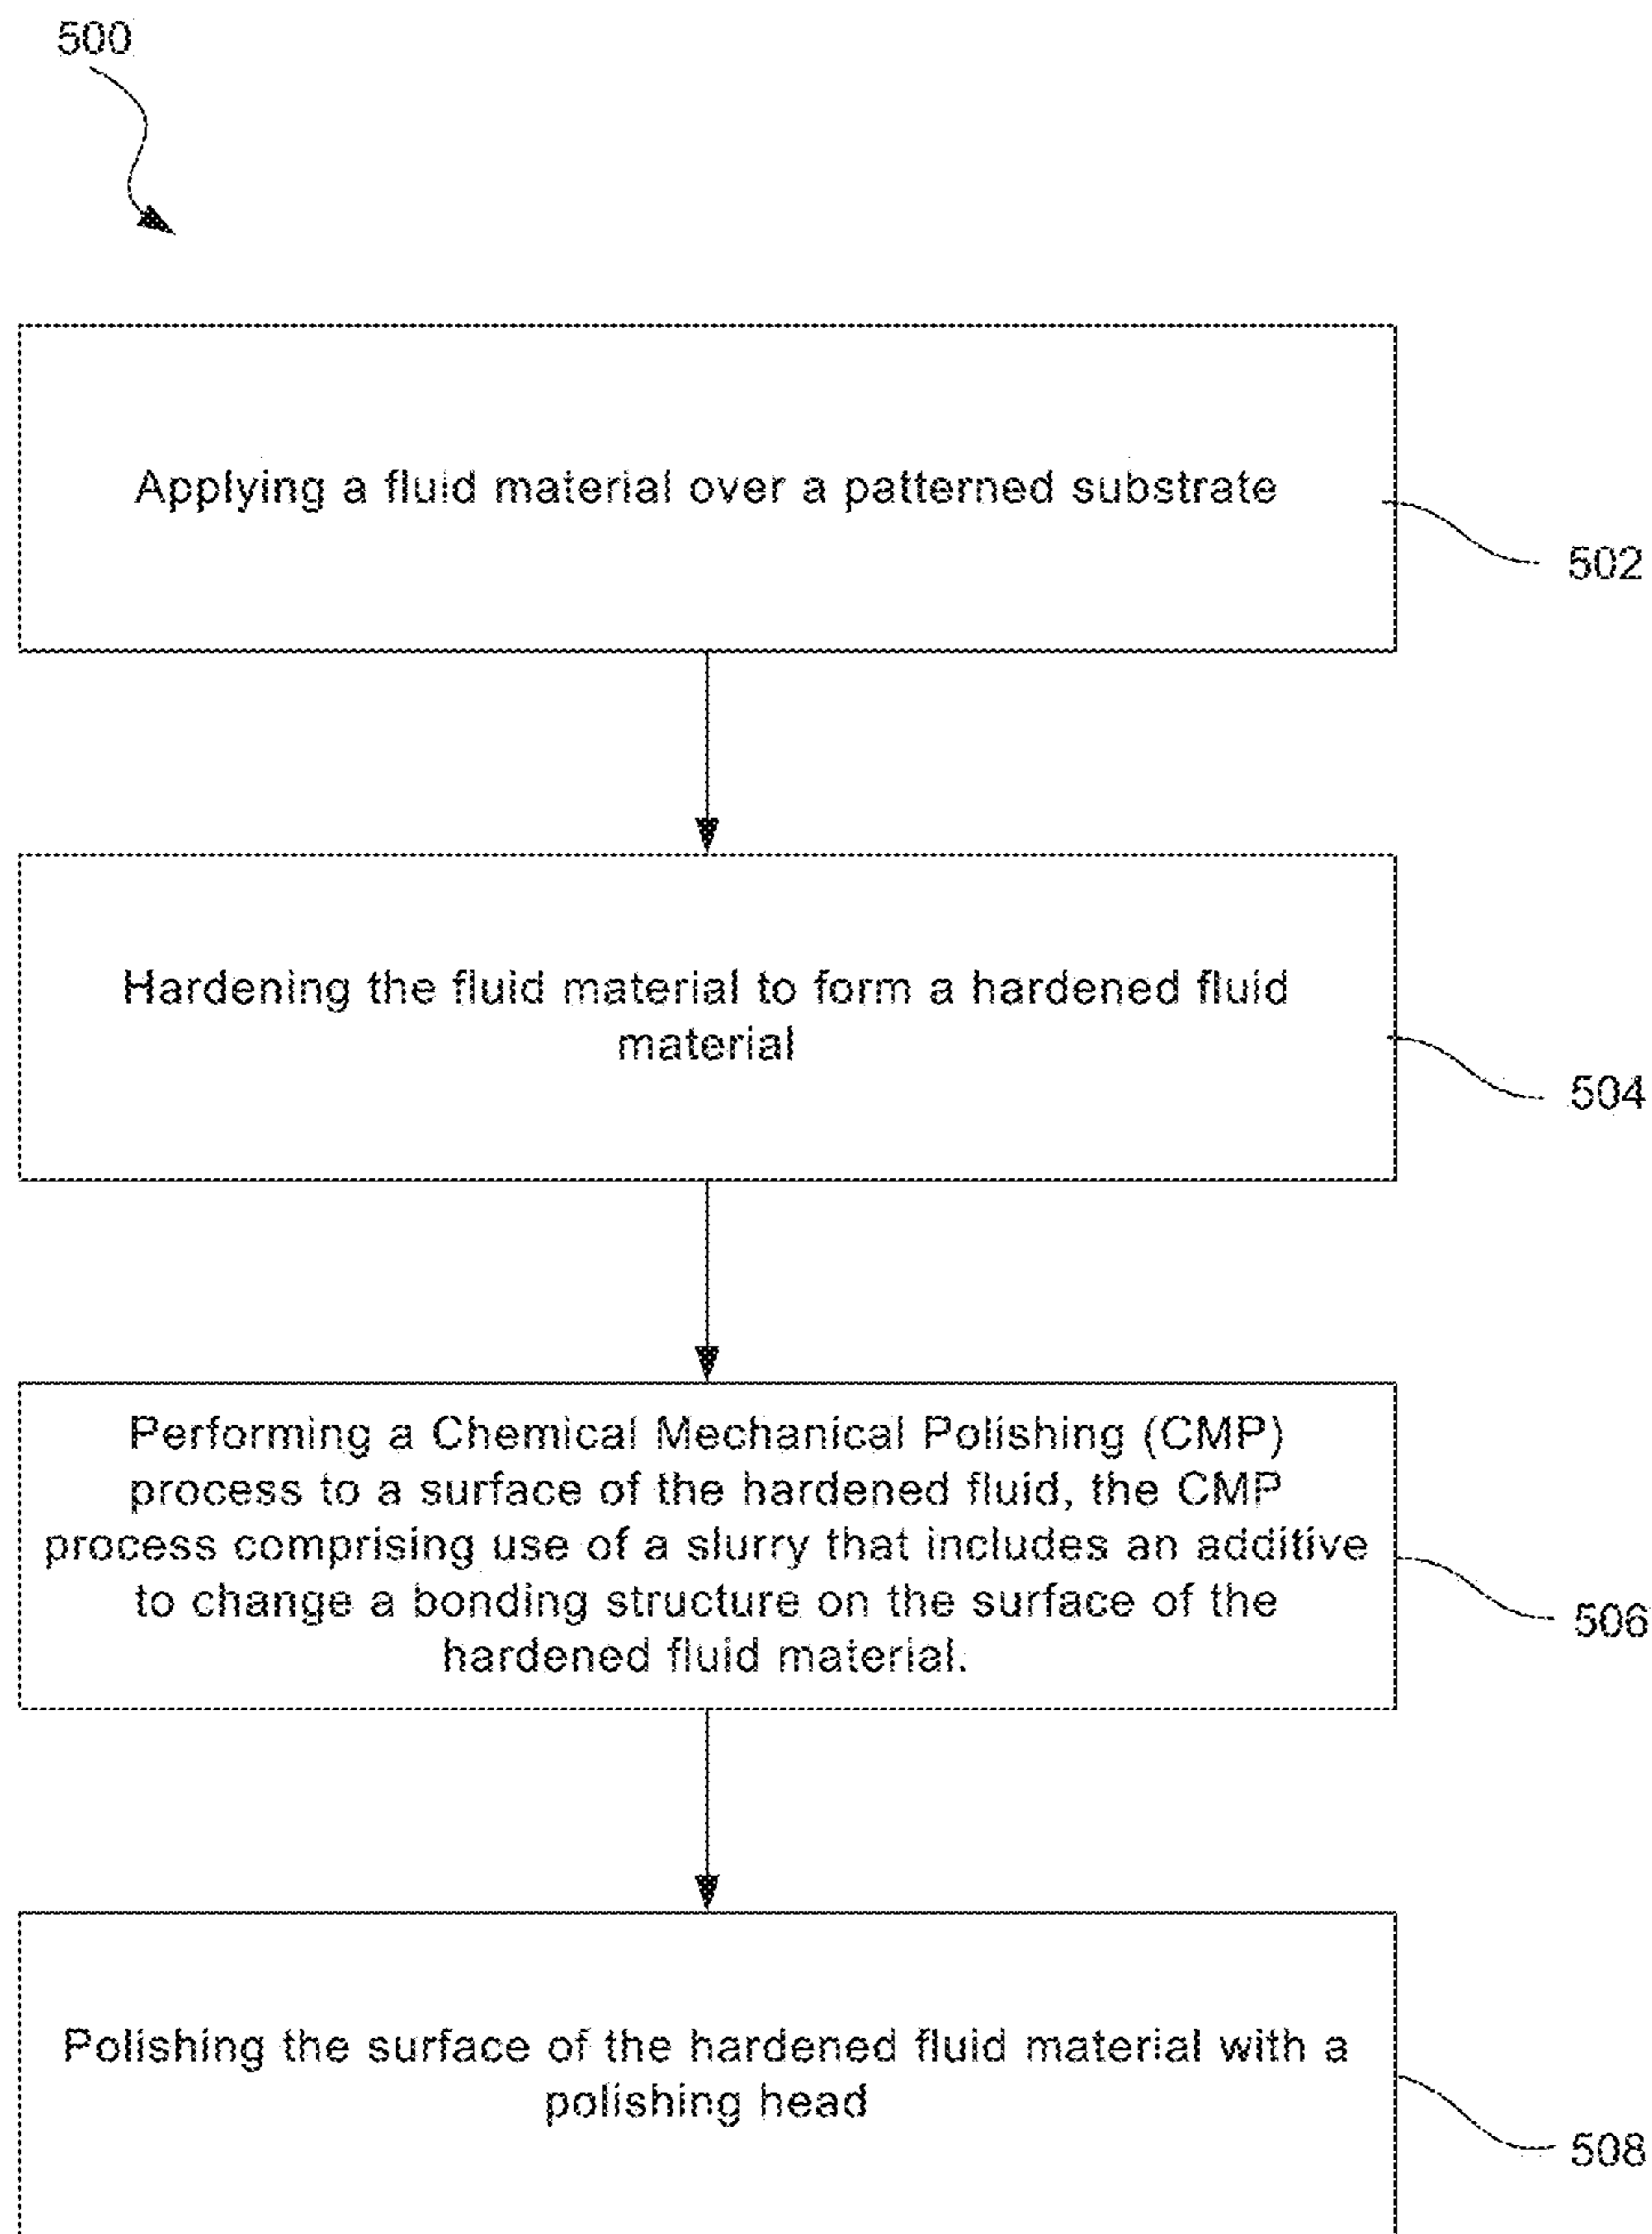 500
Applying a fluid material over a patterned substrate
502
Hardening the fluid material to form a hardened fluid
material
504
Performing a Chemical Mechanical Polishing (CMP)
process to a surface of the hardened fluid, the CMP
process comprising use of a slurry that includes an additive
to change a bonding structure on the surface of the
hardened fluid material.
506
Polishing the surface of the hardened fluid material with a
polishing head
508